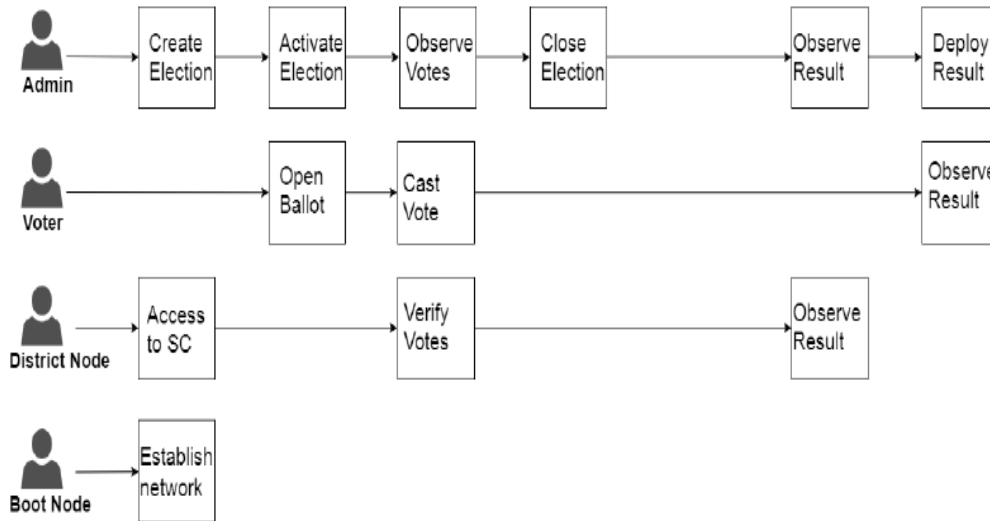 Create
Election
Activate
Election
Observe
Votes
Close
Election
Observe
Result
Deploy
Result
Admin
Open
Ballot
Cast
Vote
Observe
Result
Voter
Access
to SC
Verify
Votes
Observe
Result
District Node
Establish
network
Boot Node